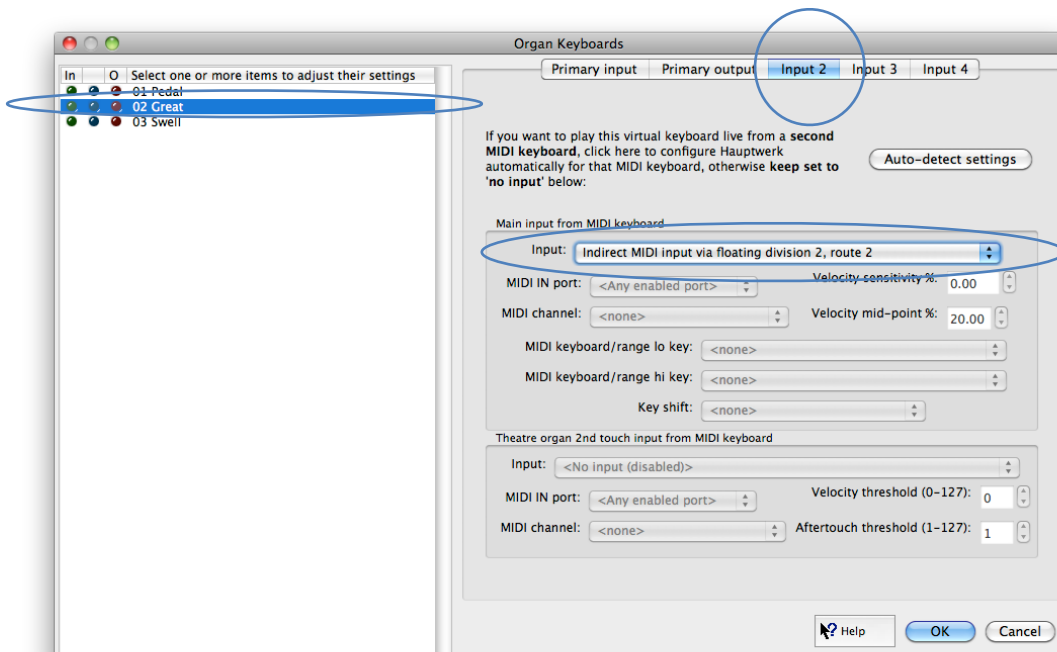 Organ Keyboards
In O Select one or more items to adjust their settings
01 Pedal
02 Great
03 Swell
Primary input Primary output Input 2 Input 3 Input 4
If you want to play this virtual keyboard live from a second
MIDI keyboard, click here to configure Hauptwerk
automatically for that MIDI keyboard, otherwise keep set to
'no input' below:
Auto-detect settings
Main input from MIDI keyboard
Input: Indirect MIDI input via floating division 2, route 2
MIDI IN port: <Any enabled port> Velocity sensitivity %: 0.00
MIDI channel: <none> Velocity mid-point %: 20.00
MIDI keyboard/range lo key: <none>
MIDI keyboard/range hi key: <none>
Key shift: <none>
Theatre organ 2nd touch input from MIDI keyboard
Input: <No input (disabled)>
MIDI IN port: <Any enabled port> Velocity threshold (0-127): 0
MIDI channel: <none> Aftertouch threshold (1-127): 1
Help OK Cancel